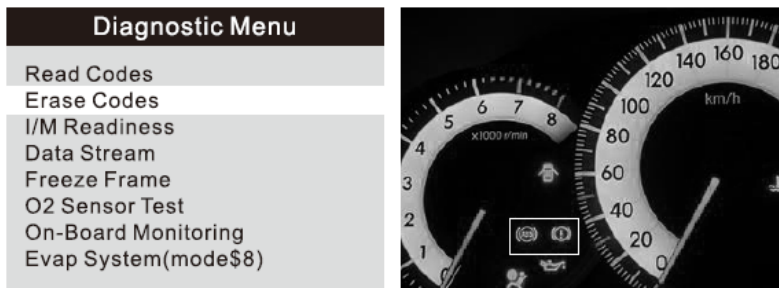 Diagnostic Menu
Read Codes
Erase Codes
I/M Readiness
Data Stream
Freeze Frame
O2 Sensor Test
On-Board Monitoring
Evap System(mode$8)
0
1
2
3
4
5
6
7
8
x1000 r/min
0
20
40
60
80
100
120
140
160
180
km/h